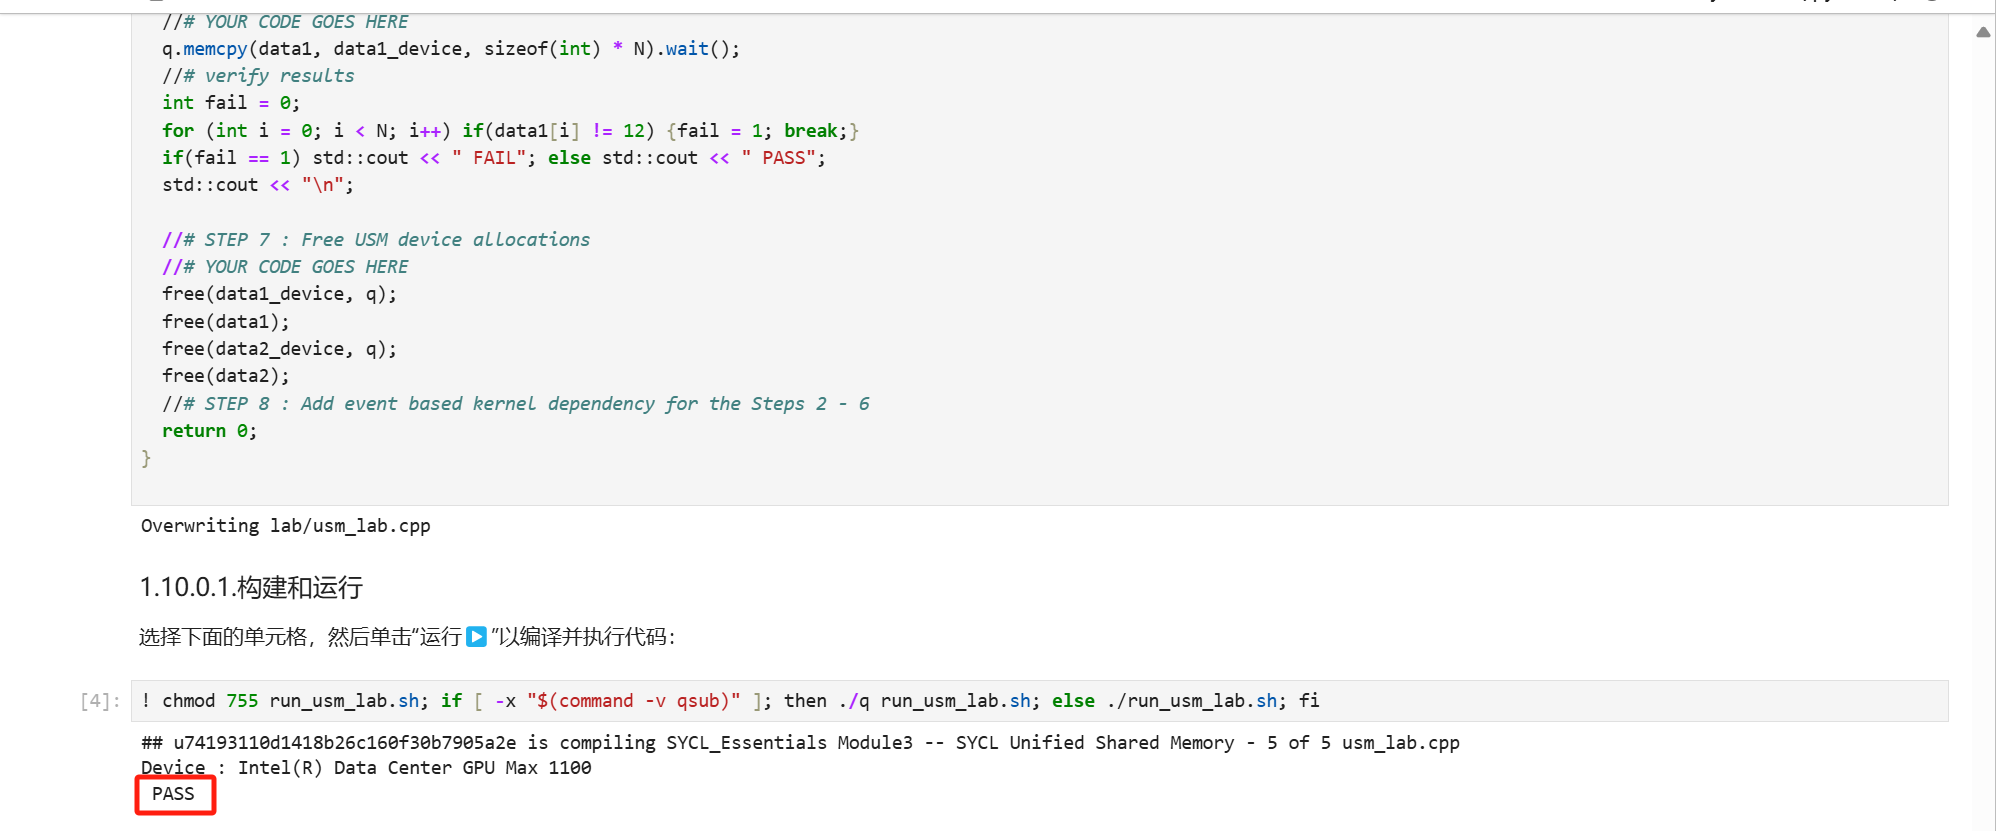 //# YOUR CODE GOES HERE
q.memcpy(data1, data1_device, sizeof(int) * N).wait();
//# verify results
int fail = 0;
for (int i = 0; i < N; i++) if(data1[i] != 12) {fail = 1; break;}
if(fail == 1) std::cout << " FAIL"; else std::cout << " PASS";
std::cout << "\n";
//# STEP 7 : Free USM device allocations
//# YOUR CODE GOES HERE
free(data1_device, q);
free(data1);
free(data2_device, q);
free(data2);
//# STEP 8 : Add event based kernel dependency for the Steps 2 - 6
return 0;
}
Overwriting lab/usm_lab.cpp
1.10.0.1.构建和运行
选择下面的单元格，然后单击“运行▶”以编译并执行代码：
[4]: ! chmod 755 run_usm_lab.sh; if [ -x "$(command -v qsub)" ]; then ./q run_usm_lab.sh; else ./run_usm_lab.sh; fi
## u74193110d1418b26c160f30b7905a2e is compiling SYCL_Essentials Module3 -- SYCL Unified Shared Memory - 5 of 5 usm_lab.cpp
Device : Intel(R) Data Center GPU Max 1100
PASS